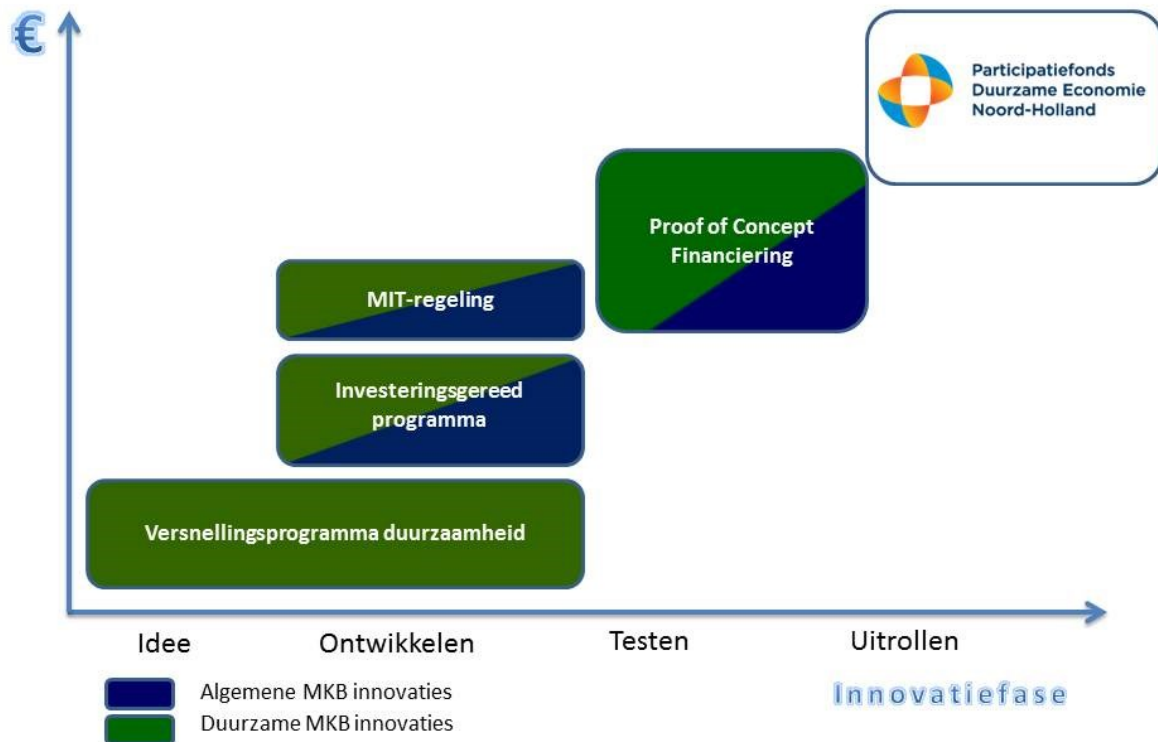 €
Participatiefonds
Duurzame Economie
Noord-Holland
Proof of Concept
Financiering
MIT-regeling
Investeringsgereed
programma
Versnellingsprogramma duurzaamheid
Idee Ontwikkelen Testen Uitrollen
Algemene MKB innovaties
Innovatiefase
Duurzame MKB innovaties